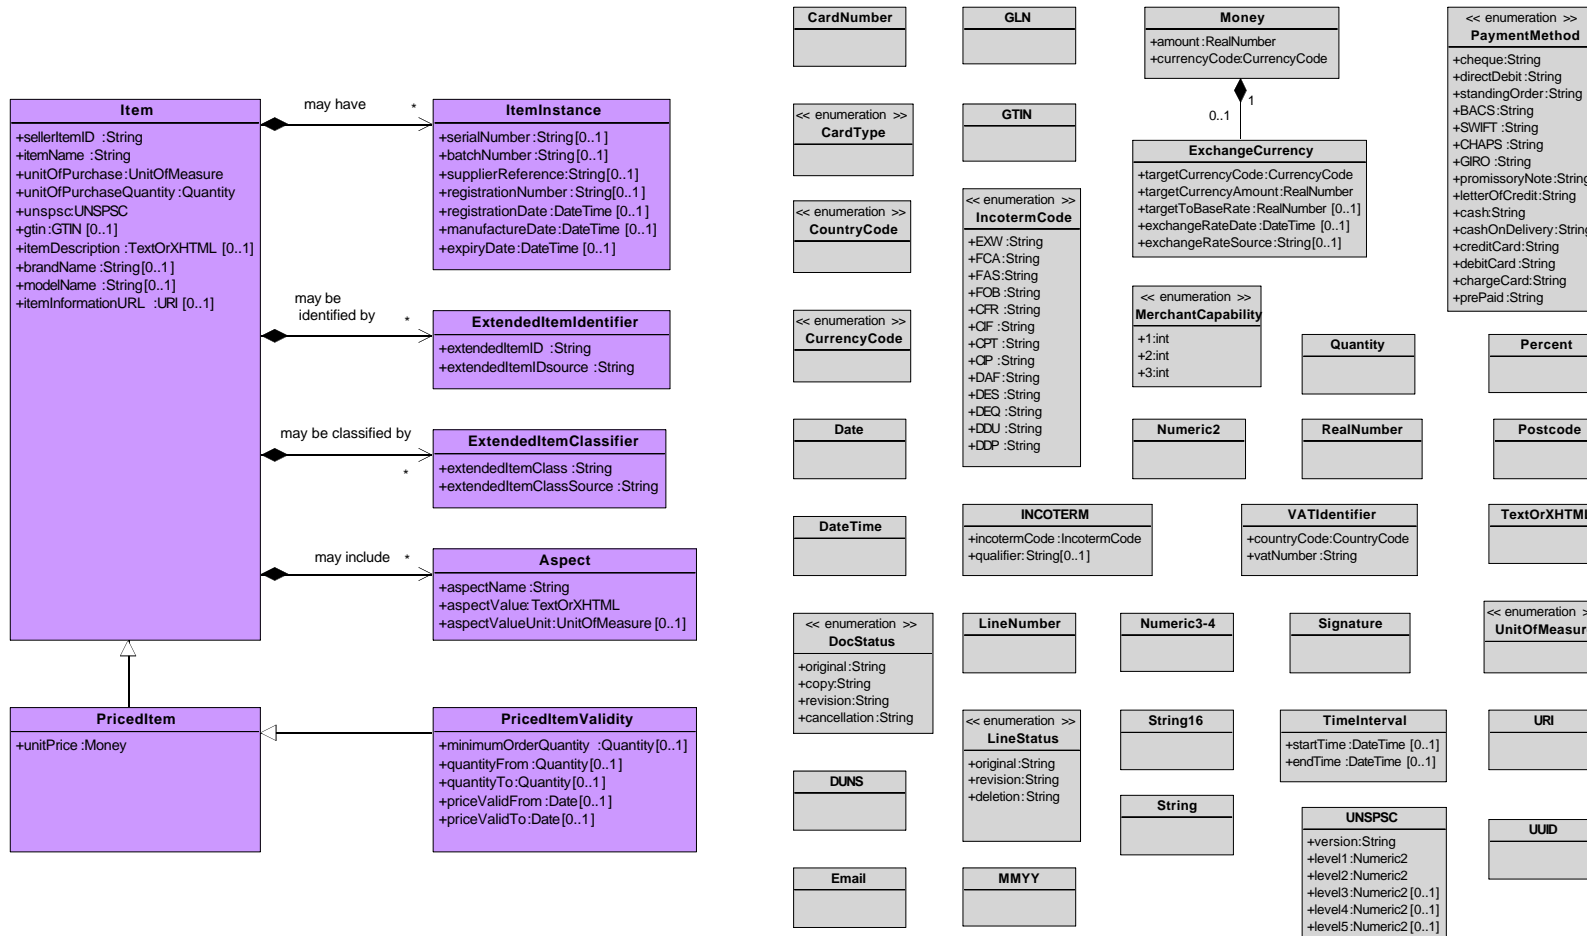 Item
+sellerItemID :String
+itemName :String
+unitOfPurchase:UnitOfMeasure
+unitOfPurchaseQuantity :Quantity
+unspsc:UNSPSC
+gtin:GTIN [0..1]
+itemDescription :TextOrXHTML [0..1]
+brandName :String[0..1]
+modelName :String[0..1]
+itemInformationURL :URI [0..1]
may have
*
ItemInstance
+serialNumber:String[0..1]
+batchNumber:String[0..1]
+supplierReference:String[0..1]
+registrationNumber:String[0..1]
+registrationDate:DateTime [0..1]
+manufactureDate:DateTime [0..1]
+expiryDate:DateTime [0..1]
may be
identified by
*
ExtendedItemIdentifier
+extendedItemID :String
+extendedItemIDsource :String
may be classified by
*
ExtendedItemClassifier
+extendedItemClass :String
+extendedItemClassSource :String
may include
*
Aspect
+aspectName:String
+aspectValue:TextOrXHTML
+aspectValueUnit:UnitOfMeasure [0..1]
PricedItem
+unitPrice:Money
PricedItemValidity
+minimumOrderQuantity :Quantity[0..1]
+quantityFrom:Quantity[0..1]
+quantityTo:Quantity[0..1]
+priceValidFrom:Date[0..1]
+priceValidTo:Date[0..1]
CardNumber
<< enumeration >>
CardType
<< enumeration >>
CountryCode
<< enumeration >>
CurrencyCode
Date
DateTime
<< enumeration >>
DocStatus
+original:String
+copy:String
+revision:String
+cancellation:String
DUNS
Email
GLN
GTIN
<< enumeration >>
IncotermCode
+EXW :String
+FCA:String
+FAS:String
+FOB :String
+CFR :String
+CIF :String
+CPT :String
+CIP :String
+DAF:String
+DES :String
+DEQ :String
+DDU :String
+DDP :String
INCOTERM
+incotermCode:IncotermCode
+qualifier:String[0..1]
LineNumber
<< enumeration >>
LineStatus
+original:String
+revision:String
+deletion:String
MMYY
Money
+amount:RealNumber
+currencyCode:CurrencyCode
1
0..1
ExchangeCurrency
+targetCurrencyCode:CurrencyCode
+targetCurrencyAmount:RealNumber
+targetToBaseRate:RealNumber [0..1]
+exchangeRateDate:DateTime [0..1]
+exchangeRateSource:String[0..1]
<< enumeration >>
MerchantCapability
+1:int
+2:int
+3:int
Quantity
Numeric2
RealNumber
VATIdentifier
+countryCode:CountryCode
+vatNumber:String
Numeric3-4
Signature
String16
TimeInterval
+startTime:DateTime [0..1]
+endTime :DateTime [0..1]
String
UNSPSC
+version:String
+level1:Numeric2
+level2:Numeric2
+level3:Numeric2 [0..1]
+level4:Numeric2 [0..1]
+level5:Numeric2 [0..1]
<< enumeration >>
PaymentMethod
+cheque:String
+directDebit:String
+standingOrder:String
+BACS:String
+SWIFT :String
+CHAPS :String
+GIRO :String
+promissoryNote:String
+letterOfCredit:String
+cash:String
+cashOnDelivery:String
+creditCard:String
+debitCard:String
+chargeCard:String
+prePaid:String
Percent
Postcode
TextOrXHTML
<< enumeration >
UnitOfMeasur
URI
UUID